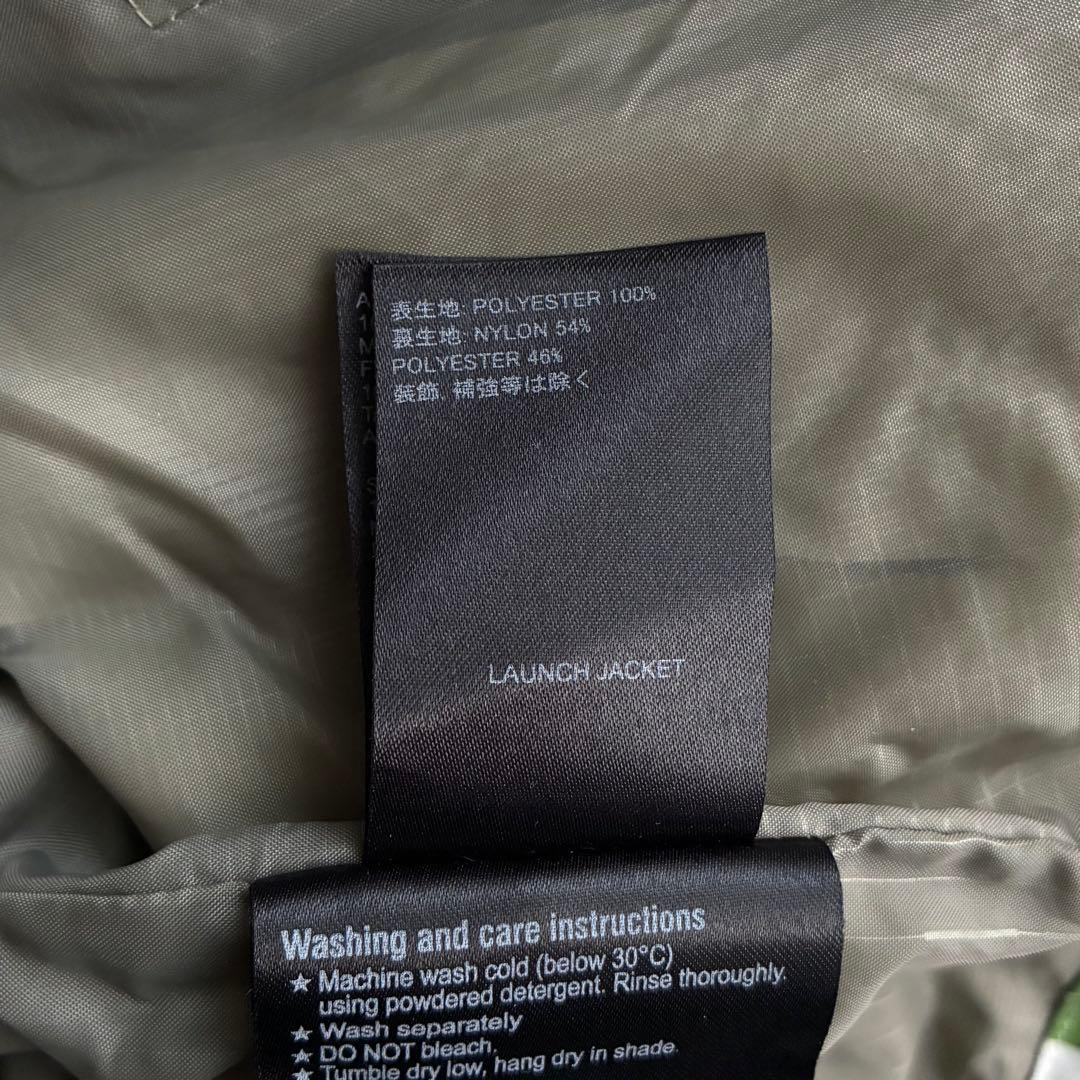 表生地: POLYESTER 100%
裏生地: NYLON 54%
POLYESTER 46%
装飾, 補強等は除く
LAUNCH JACKET
Washing and care instructions
★ Machine wash cold (below 30°C)
using powdered detergent. Rinse thoroughly.
★ Wash separately
★ DO NOT bleach.
★ Tumble dry low, hang dry in shade.